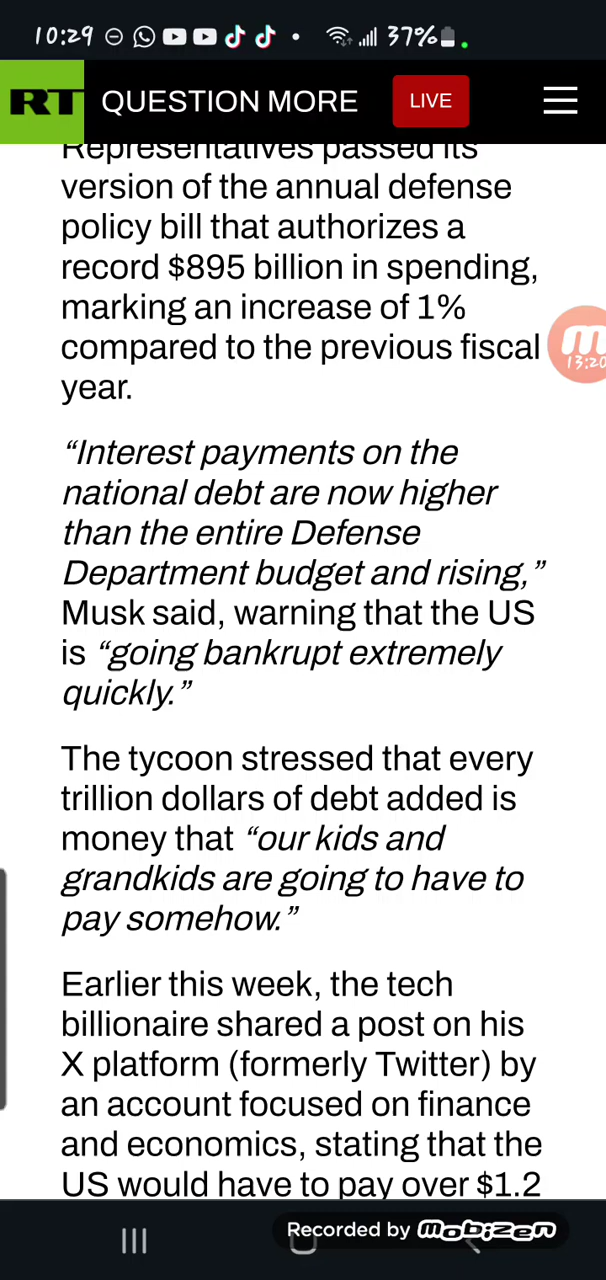 10:29 37%
RT QUESTION MORE LIVE
Representatives passed its
version of the annual defense
policy bill that authorizes a
record $895 billion in spending,
marking an increase of 1%
compared to the previous fiscal
year.
m
13:20
“Interest payments on the
national debt are now higher
than the entire Defense
Department budget and rising,”
Musk said, warning that the US
is “going bankrupt extremely
quickly.”
The tycoon stressed that every
trillion dollars of debt added is
money that “our kids and
grandkids are going to have to
pay somehow.”
Earlier this week, the tech
billionaire shared a post on his
X platform (formerly Twitter) by
an account focused on finance
and economics, stating that the
US would have to pay over $1.2
Recorded by mobizen